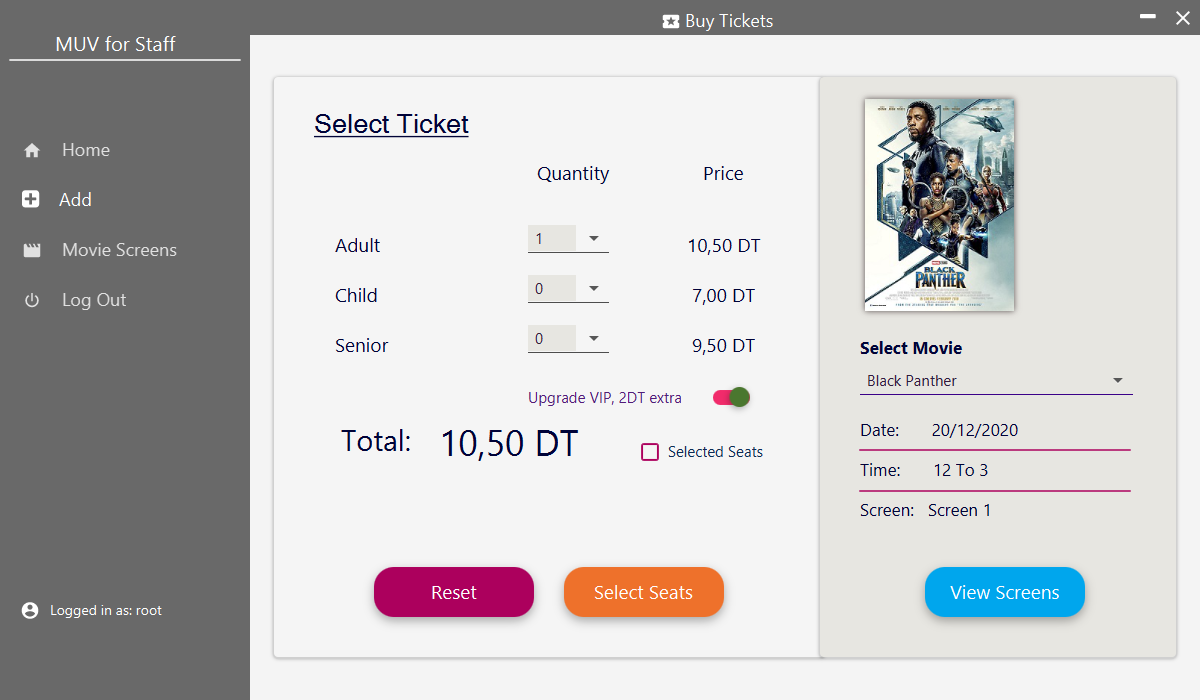 Buy Tickets
MUV for Staff
Home
Add
Movie Screens
Log Out
Logged in as: root
Select Ticket
Quantity Price
Adult 1 10,50 DT
Child 0 7,00 DT
Senior 0 9,50 DT
Upgrade VIP, 2DT extra
Total: 10,50 DT
Selected Seats
Reset Select Seats
MARVEL STUDIOS
BLACK
PANTHER
Select Movie
Black Panther
Date: 20/12/2020
Time: 12 To 3
Screen: Screen 1
View Screens